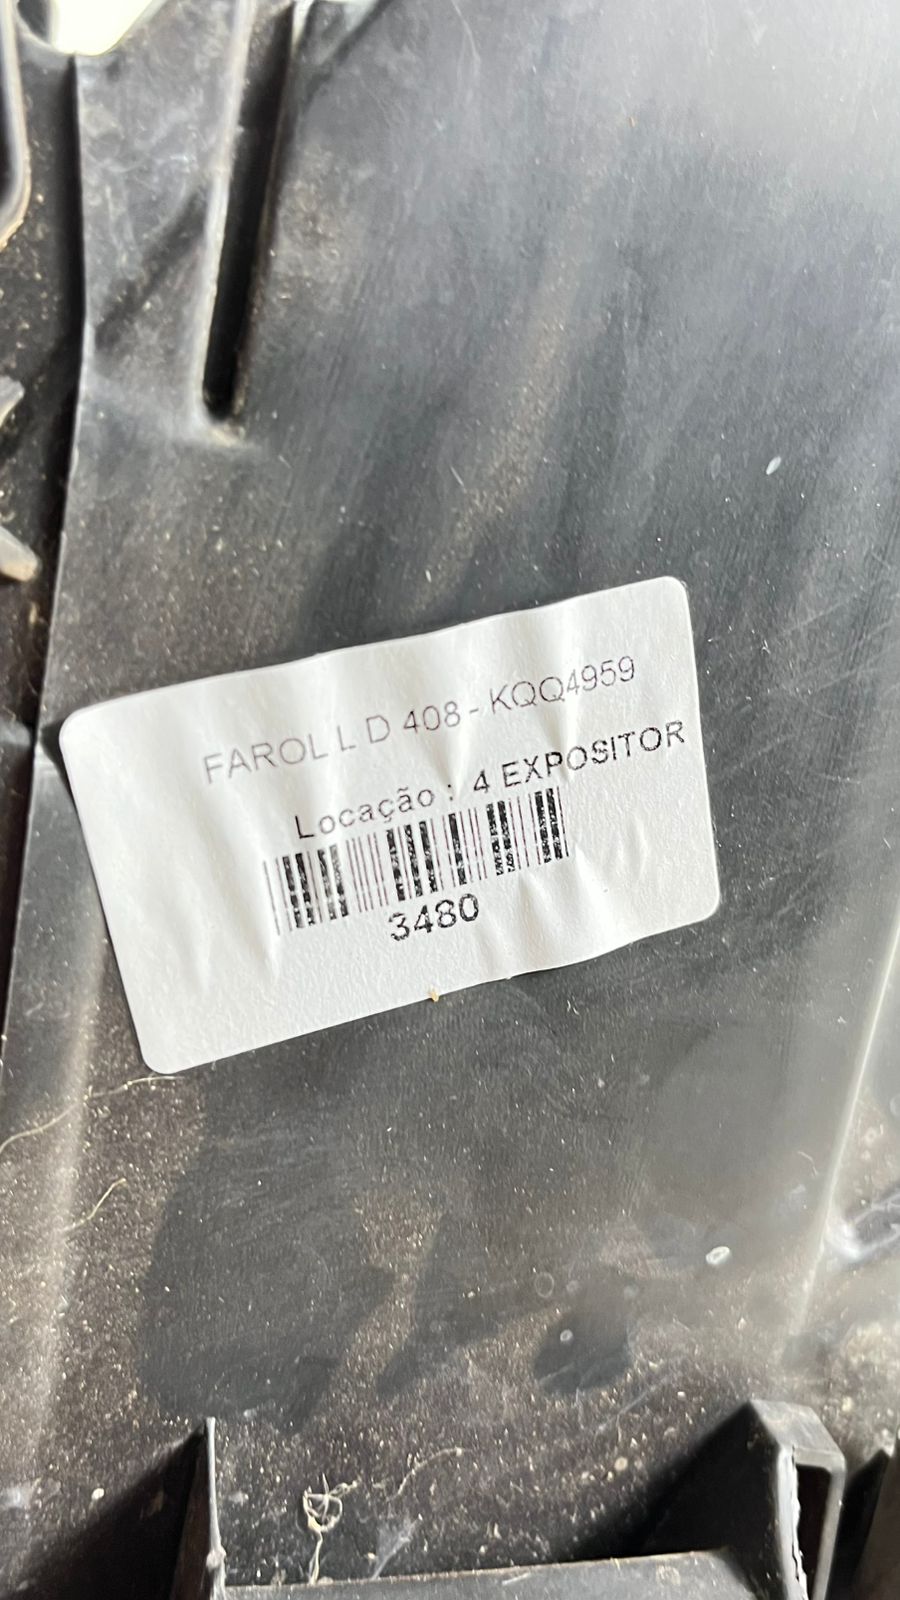 FAROL L D 408 - KQQ4959
Locação : 4 EXPOSITOR
3480